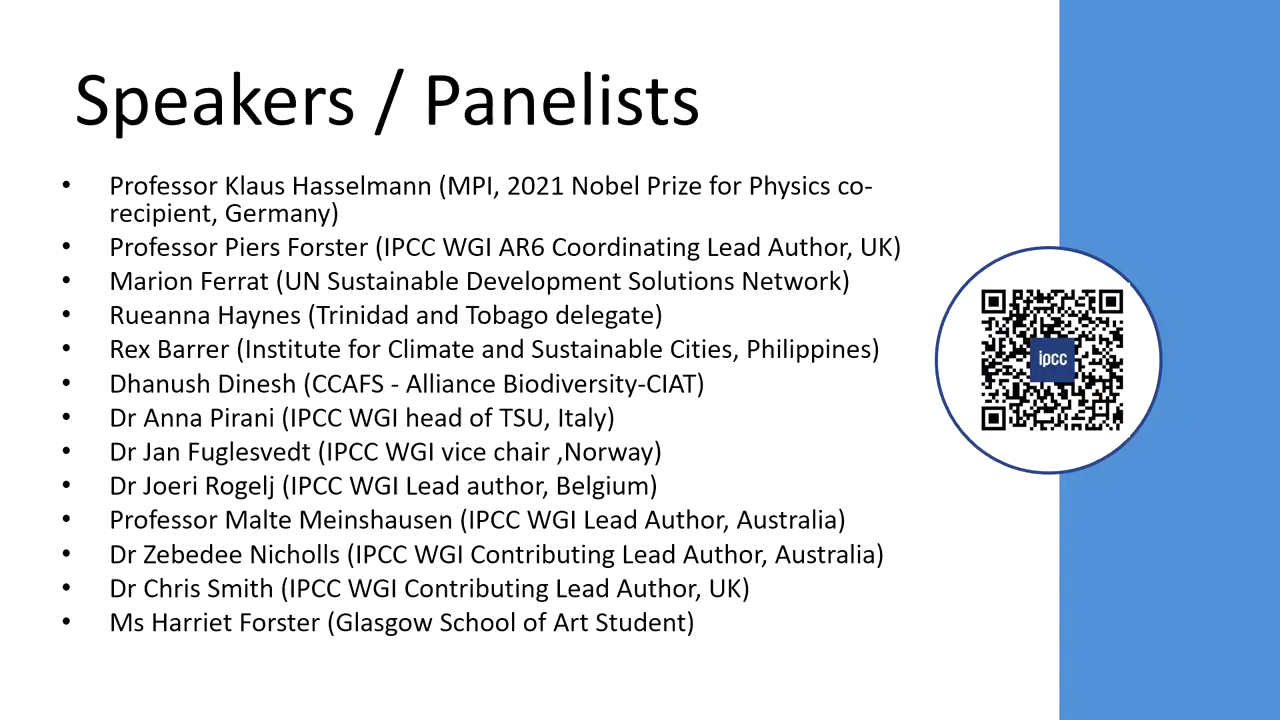 Speakers / Panelists
• Professor Klaus Hasselmann (MPI, 2021 Nobel Prize for Physics co-
recipient, Germany)
• Professor Piers Forster (IPCC WGI AR6 Coordinating Lead Author, UK)
• Marion Ferrat (UN Sustainable Development Solutions Network)
• Rueanna Haynes (Trinidad and Tobago delegate)
• Rex Barrer (Institute for Climate and Sustainable Cities, Philippines)
• Dhanush Dinesh (CCAFS - Alliance Biodiversity-CIAT)
• Dr Anna Pirani (IPCC WGI head of TSU, Italy)
• Dr Jan Fuglesvedt (IPCC WGI vice chair ,Norway)
• Dr Joeri Rogelj (IPCC WGI Lead author, Belgium)
• Professor Malte Meinshausen (IPCC WGI Lead Author, Australia)
• Dr Zebedee Nicholls (IPCC WGI Contributing Lead Author, Australia)
• Dr Chris Smith (IPCC WGI Contributing Lead Author, UK)
• Ms Harriet Forster (Glasgow School of Art Student)
ipcc